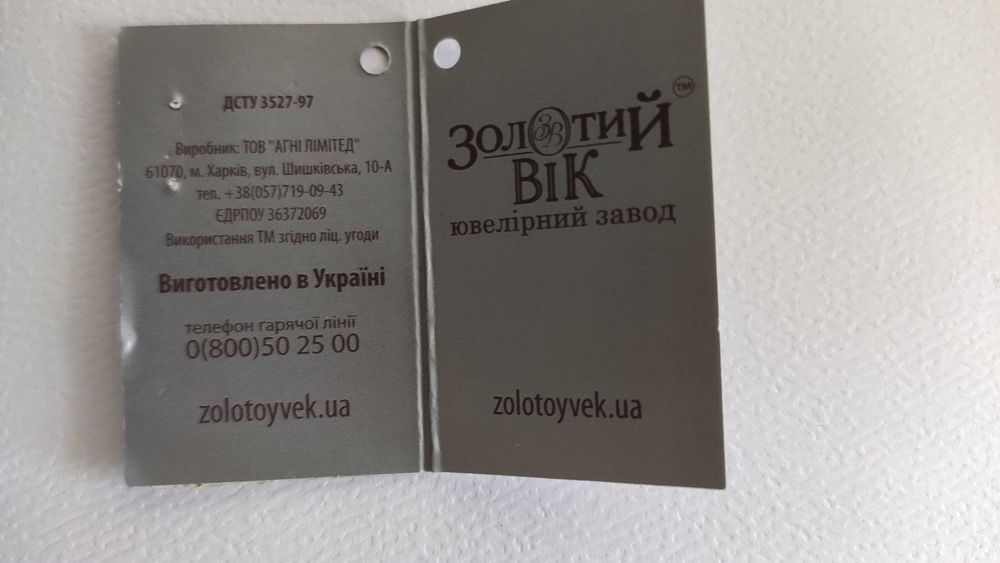 ДСТУ 3527-97
Виробник: ТОВ "АГНІ ЛІМІТЕД"
61070, м. Харків, вул. Шишківська, 10-А
тел. +38(057)719-09-43
ЄДРПОУ 36372069
Використання ТМ згідно ліц. угоди
Виготовлено в Україні
телефон гарячої лінії
0(800)50 25 00
zolotoyvek.ua
ЗОЛОТИЙ TM
ВІК
ювелірний завод
zolotoyvek.ua